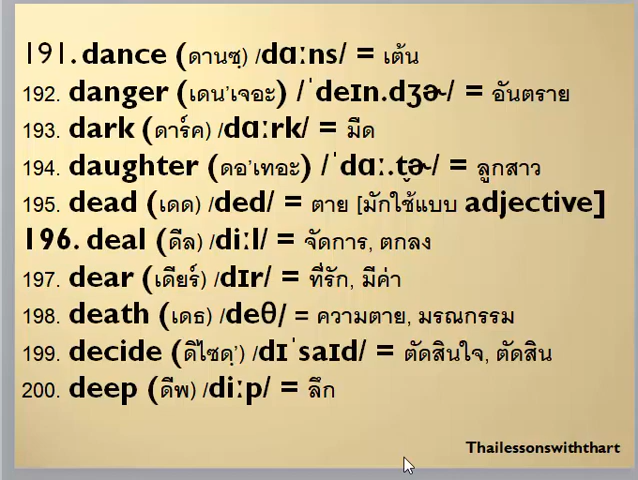 191. dance (ดานซฺ) /dɑːns/ = เต้น
192. danger (เดน'เจอะ) /ˈdeɪn.dʒɚ/ = อันตราย
193. dark (ดาร์ค) /dɑːrk/ = มืด
194. daughter (ดอ'เทอะ) /ˈdɑː.t̬ɚ/ = ลูกสาว
195. dead (เดด) /ded/ = ตาย [มักใช้แบบ adjective]
196. deal (ดีล) /diːl/ = จัดการ, ตกลง
197. dear (เดียร์) /dɪr/ = ที่รัก, มีค่า
198. death (เดธ) /deθ/ = ความตาย, มรณกรรม
199. decide (ดิไซดฺ') /dɪˈsaɪd/ = ตัดสินใจ, ตัดสิน
200. deep (ดีพ) /diːp/ = ลึก
Thailessonswiththart